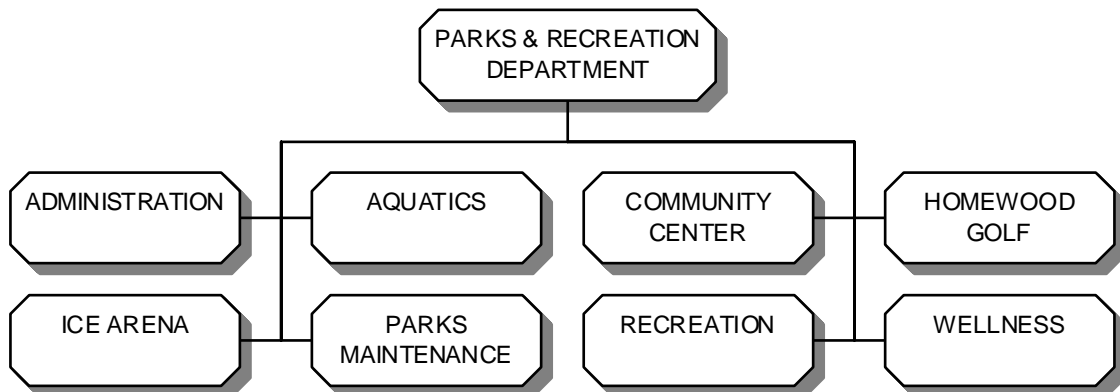 PARKS & RECREATION
DEPARTMENT
ADMINISTRATION
AQUATICS
COMMUNITY
CENTER
HOMEWOOD
GOLF
ICE ARENA
PARKS
MAINTENANCE
RECREATION
WELLNESS